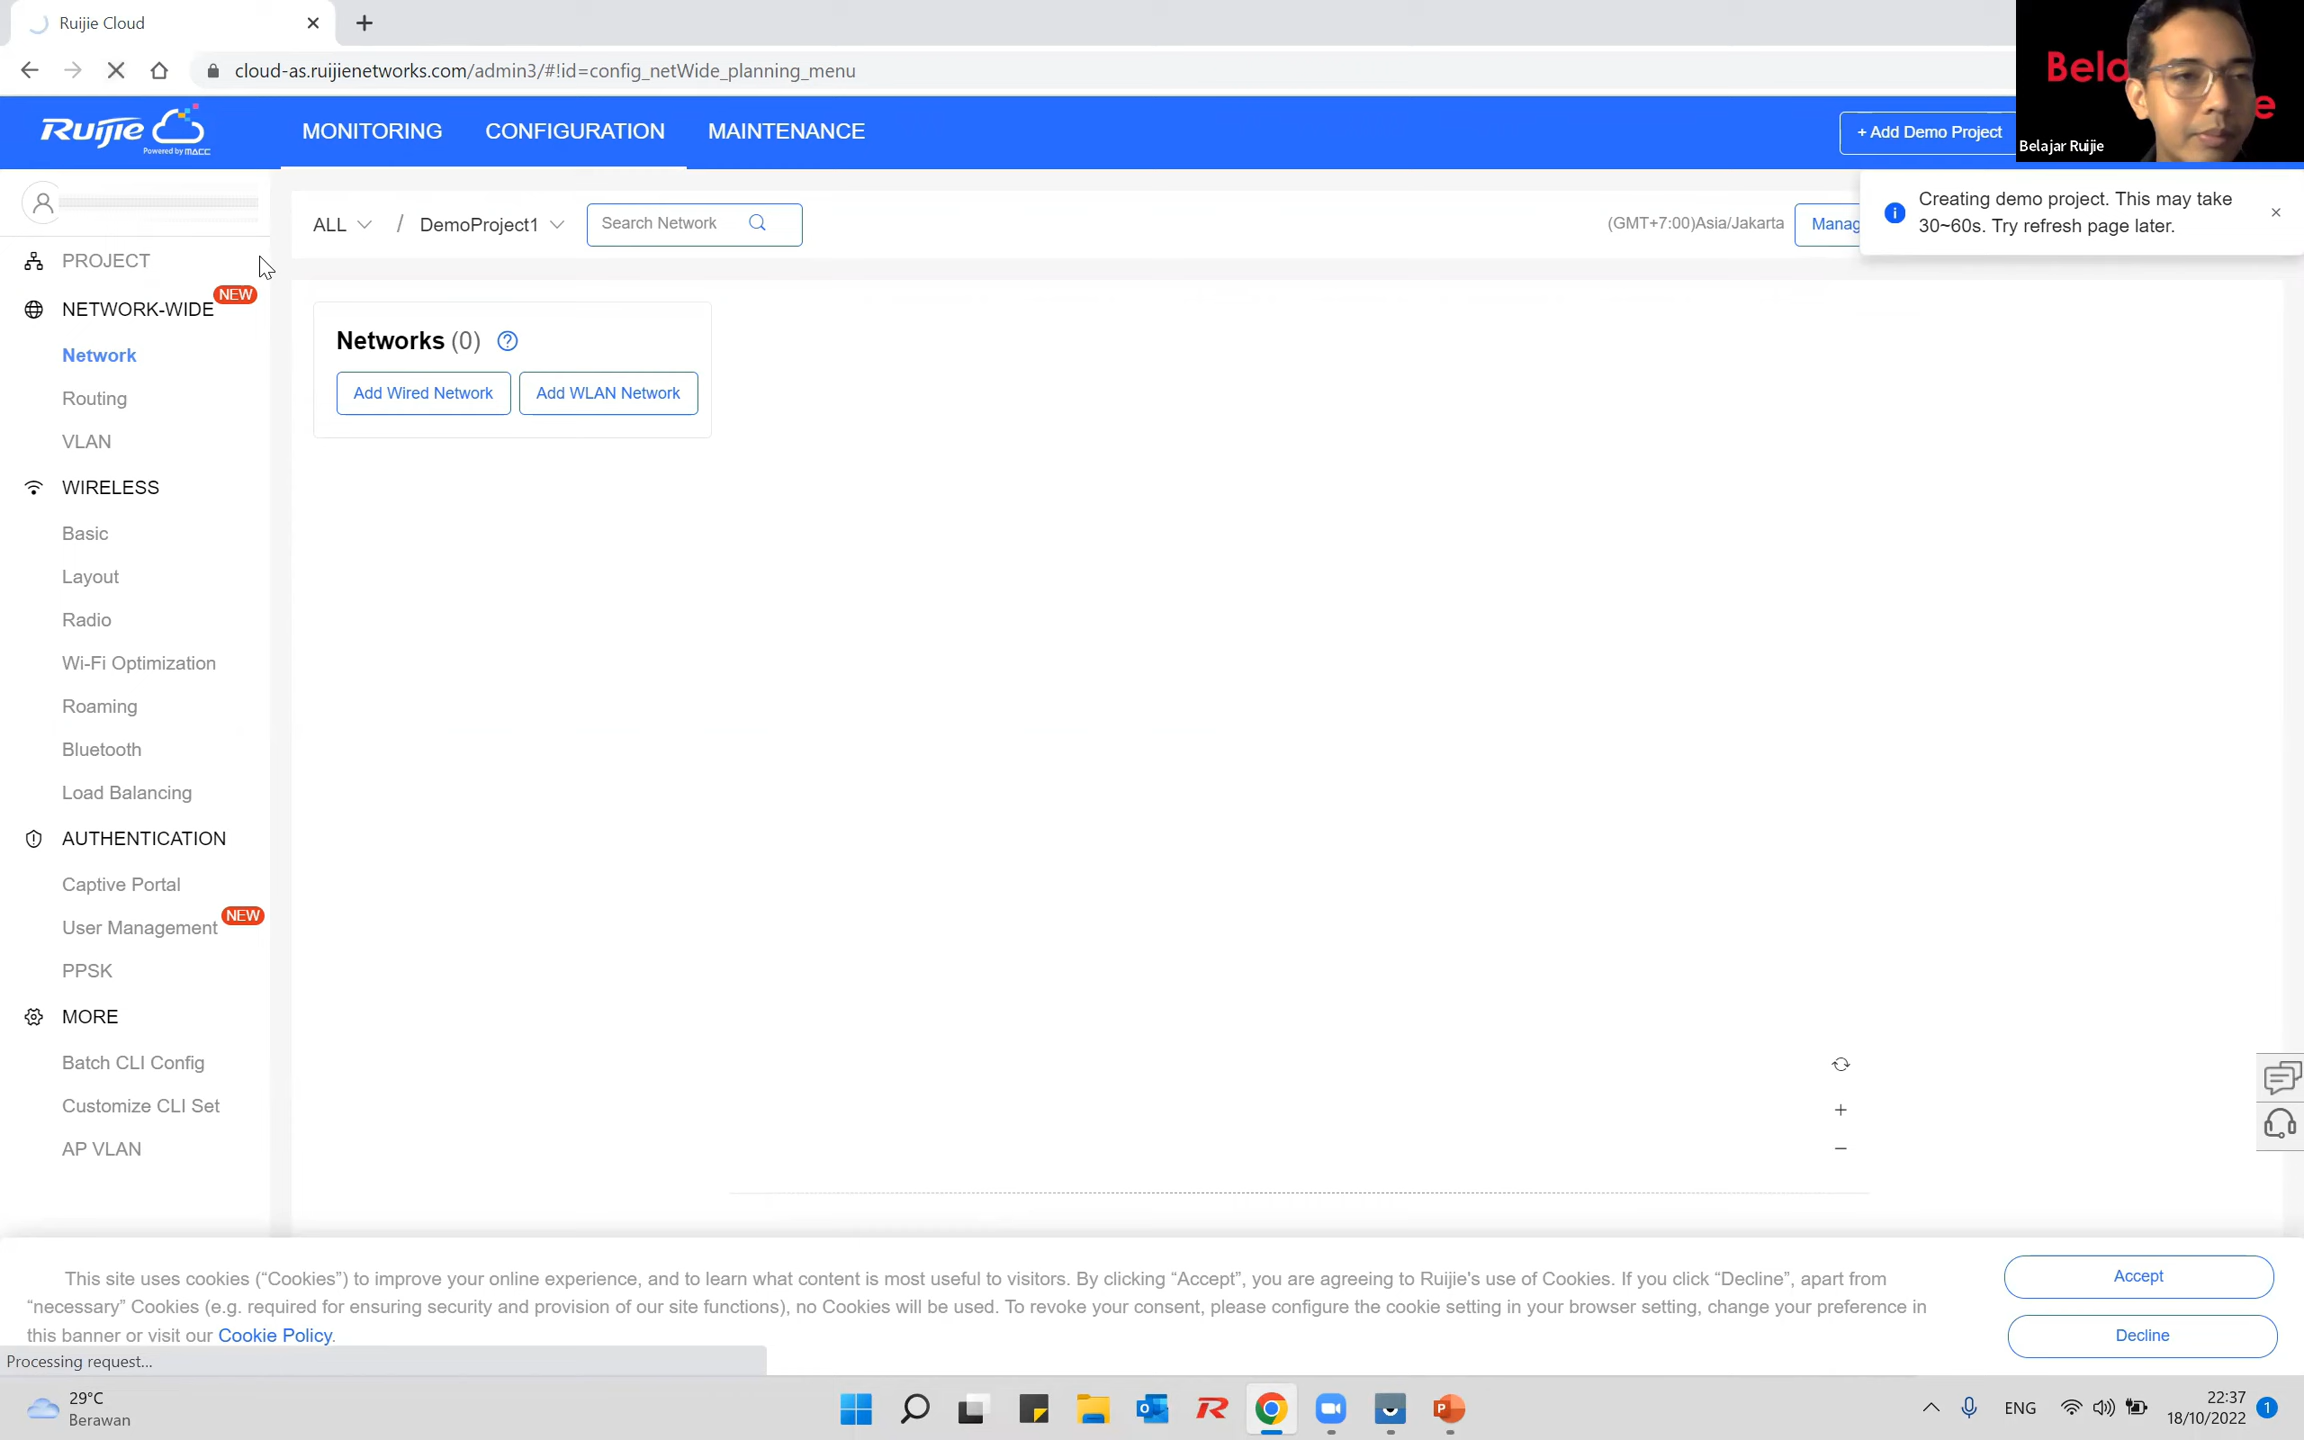 Ruijie Cloud
cloud-as.ruijienetworks.com/admin3/#!id=config_netWide_planning_menu
Ruijie
Powered by MACC
MONITORING
CONFIGURATION
MAINTENANCE
+ Add Demo Project
Belajar Ruijie
Creating demo project. This may take
30~60s. Try refresh page later.
ALL / DemoProject1
Search Network
(GMT+7:00)Asia/Jakarta
Manag
PROJECT
NETWORK-WIDE
NEW
Network
Routing
VLAN
WIRELESS
Basic
Layout
Radio
Wi-Fi Optimization
Roaming
Bluetooth
Load Balancing
AUTHENTICATION
Captive Portal
User Management
NEW
PPSK
MORE
Batch CLI Config
Customize CLI Set
AP VLAN
Networks (0)
Add Wired Network
Add WLAN Network
This site uses cookies (“Cookies”) to improve your online experience, and to learn what content is most useful to visitors. By clicking “Accept”, you are agreeing to Ruijie's use of Cookies. If you click “Decline”, apart from
“necessary” Cookies (e.g. required for ensuring security and provision of our site functions), no Cookies will be used. To revoke your consent, please configure the cookie setting in your browser setting, change your preference in
this banner or visit our Cookie Policy.
Accept
Decline
Processing request...
29°C
Berawan
ENG
22:37
18/10/2022
1